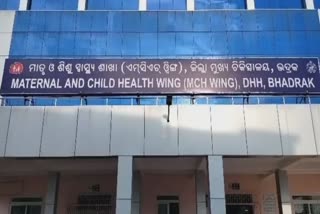 ମାତୃ ଓ ଶିଶୁ ସ୍ୱାସ୍ଥ୍ୟ ଶାଖା (ଏମ୍‌ସିଏଚ୍ ୱିଙ୍ଗ), ଜିଲ୍ଲା ମୁଖ୍ୟ ଚିକିତ୍ସାଳୟ, ଭଦ୍ରକ
MATERNAL AND CHILD HEALTH WING (MCH WING), DHH, BHADRAK